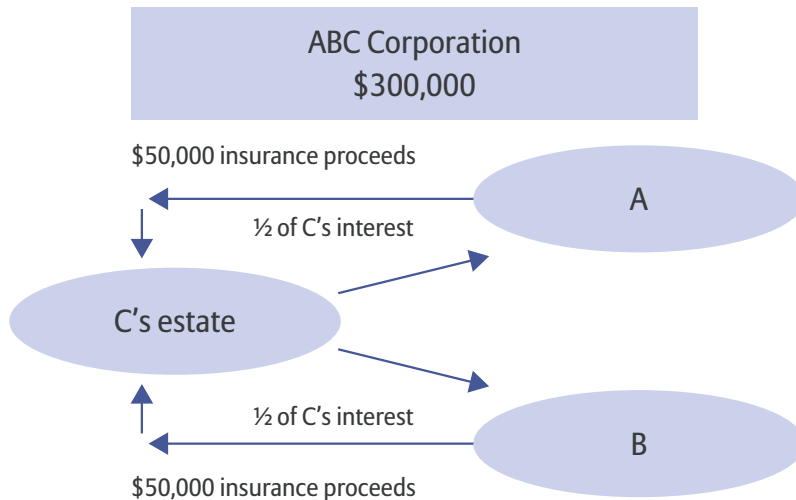 ABC Corporation
$300,000
$50,000 insurance proceeds
A
½ of C’s interest
C’s estate
½ of C’s interest
B
$50,000 insurance proceeds